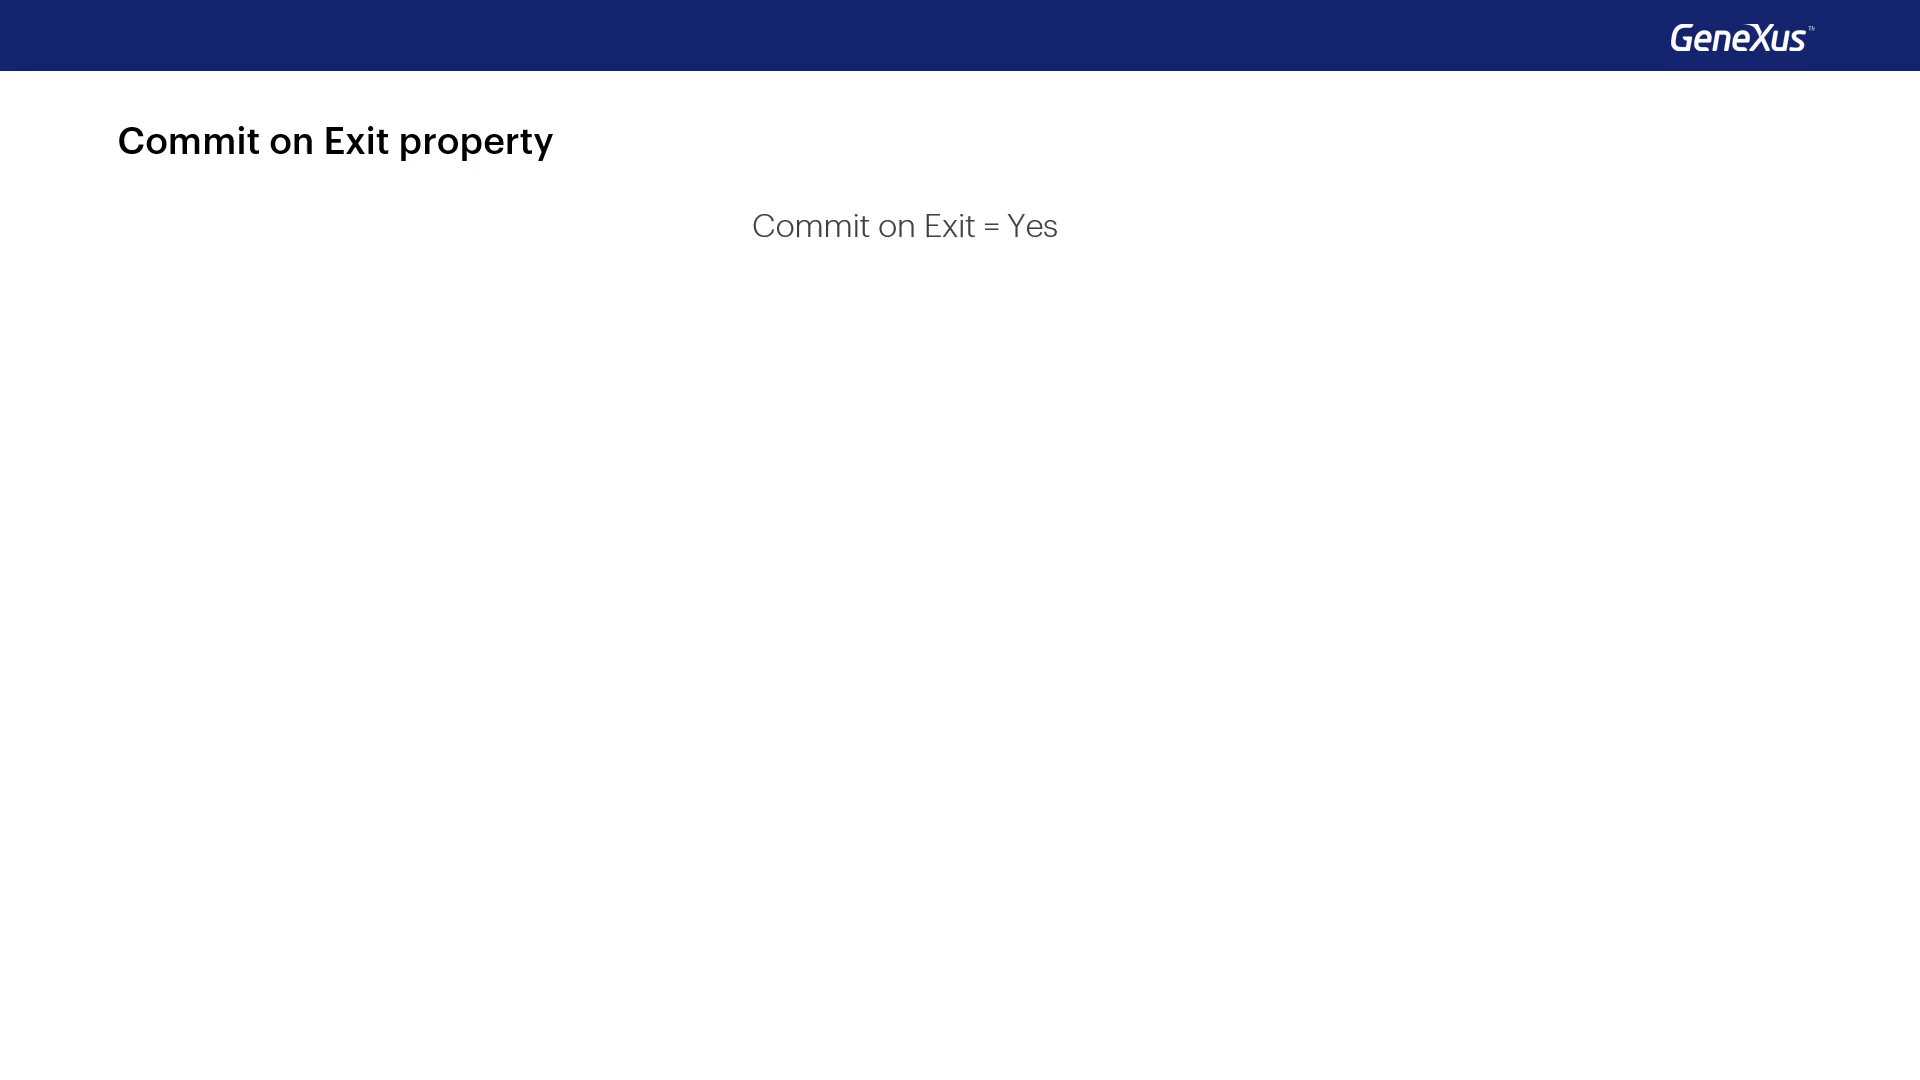 GeneXus™
Commit on Exit property
Commit on Exit = Yes